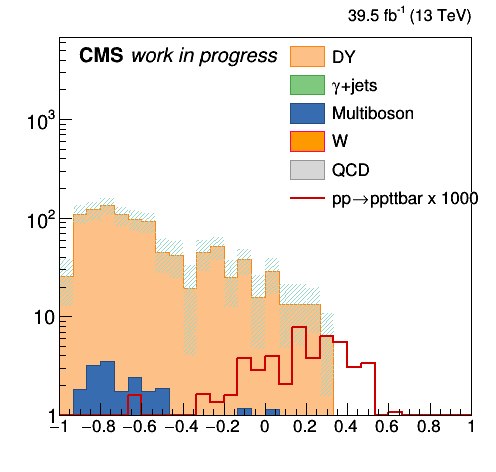 39.5 fb⁻¹ (13 TeV)
CMS work in progress
DY
γ+jets
Multiboson
W
QCD
pp→ppttbar x 1000
10³
10²
10
1
−1 −0.8 −0.6 −0.4 −0.2 0 0.2 0.4 0.6 0.8 1